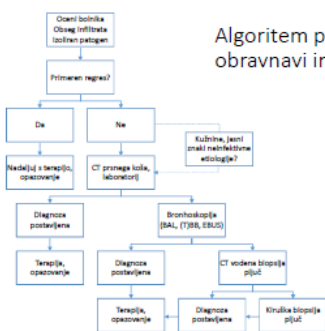 Oceni bolnika
Obseg infiltrata
Izoliran patogen
Algoritem p
obravnavi in
Primeren regres?
Da
Ne
Kužnine, jasni
znaki neinfektivne
etiologije?
Nadaljuj s terapijo,
opazovanje
CT prsnega koša,
laboratorij
Diagnoza
postavljena
Bronhoskopija
(BAL, (T)BB, EBUS)
Terapija,
opazovanje
Diagnoza
postavljena
CT vodena biopsija
pljuč
Terapija,
opazovanje
Diagnoza
postavljena
Kiruška biopsija
pljuč